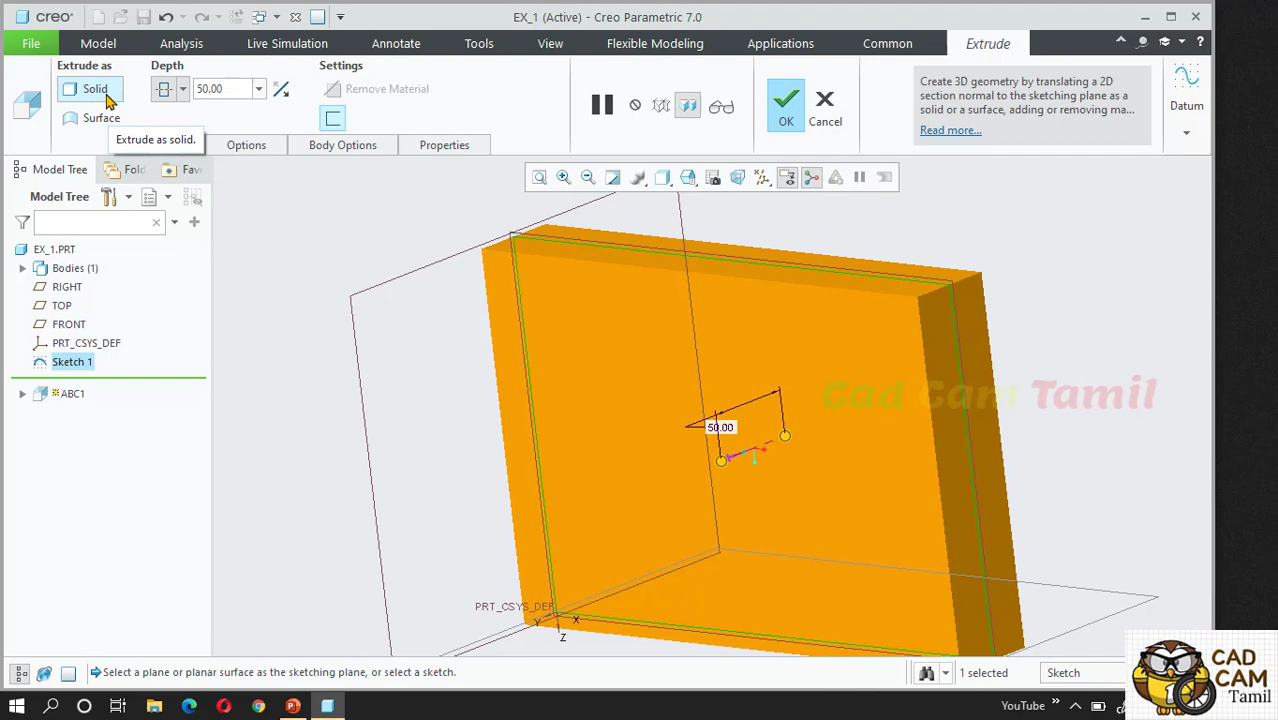 creo
EX_1 (Active) - Creo Parametric 7.0
File
Model
Analysis
Live Simulation
Annotate
Tools
View
Flexible Modeling
Applications
Common
Extrude
Extrude as
Solid
Surface
Depth
50.00
Settings
Remove Material
OK
Cancel
Create 3D geometry by translating a 2D
section normal to the sketching plane as
a solid or a surface, adding or removing ma...
Read more...
Datum
Extrude as solid.
Options
Body Options
Properties
Model Tree
Fold
Fav
Model Tree
EX_1.PRT
Bodies (1)
RIGHT
TOP
FRONT
PRT_CSYS_DEF
Sketch 1
ABC1
50.00
Cad Cam Tamil
PRT_CSYS_DEF
Y
X
Z
Select a plane or planar surface as the sketching plane, or select a sketch.
1 selected
Sketch
YouTube
CAD
CAM
Tamil